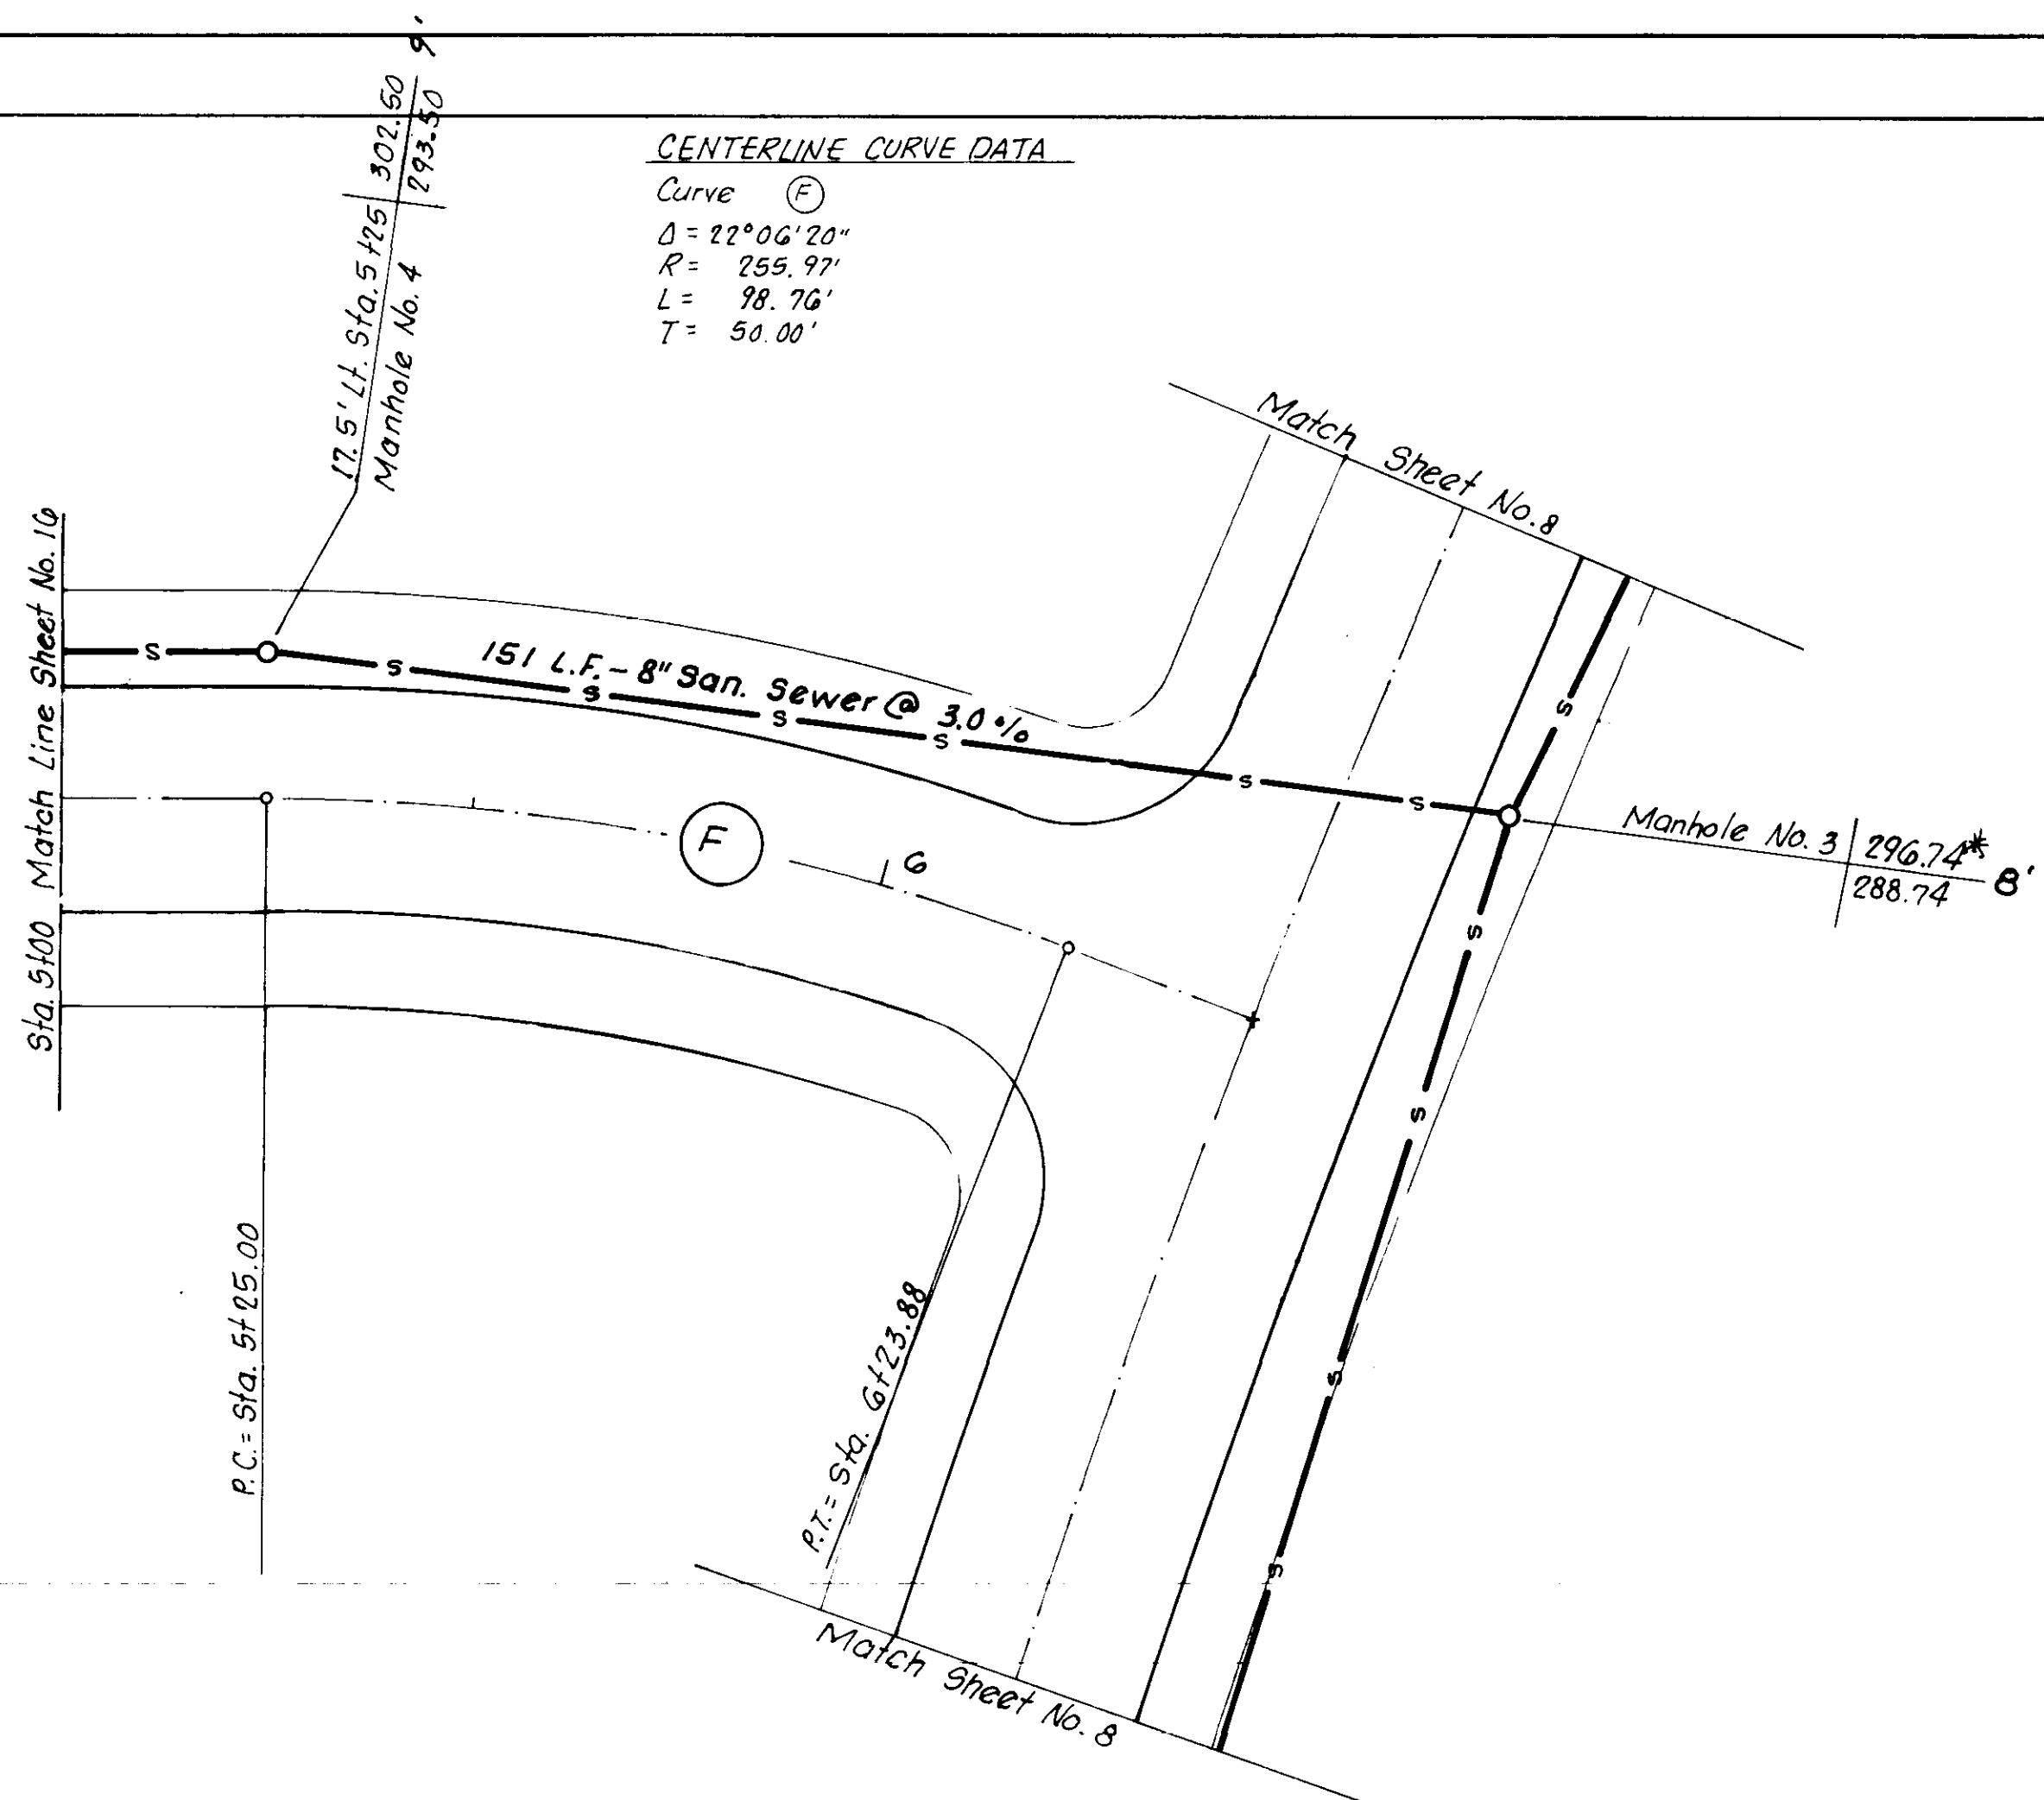 9'
17.5' Lt. Sta. 5+25 302.50
Manhole No. 4 293.50
CENTERLINE CURVE DATA
Curve F
Δ = 22°06'20"
R = 255.97'
L = 98.76'
T = 50.00'
Match Sheet No. 8
Sta. 5+00 Match Line Sheet No. 16
S
151 L.F. - 8" San. Sewer @ 3.0 %
S
S
S
S
S
S
S
F
6
Manhole No. 3 296.74*
288.74 8'
S
S
S
S
P.C. = Sta. 5+25.00
P.T. = Sta. 6+23.88
Match Sheet No. 8